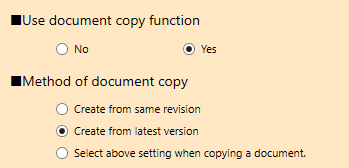 ■Use document copy function
No
Yes
■Method of document copy
Create from same revision
Create from latest version
Select above setting when copying a document.